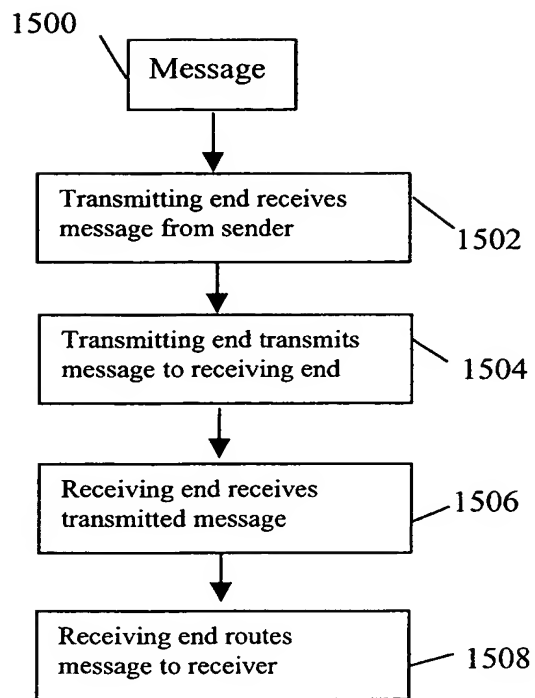 1500
Message
Transmitting end receives
message from sender
1502
Transmitting end transmits
message to receiving end
1504
Receiving end receives
transmitted message
1506
Receiving end routes
message to receiver
1508